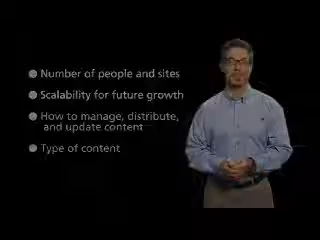 Number of people and sites
Scalability for future growth
How to manage, distribute,
and update content
Type of content